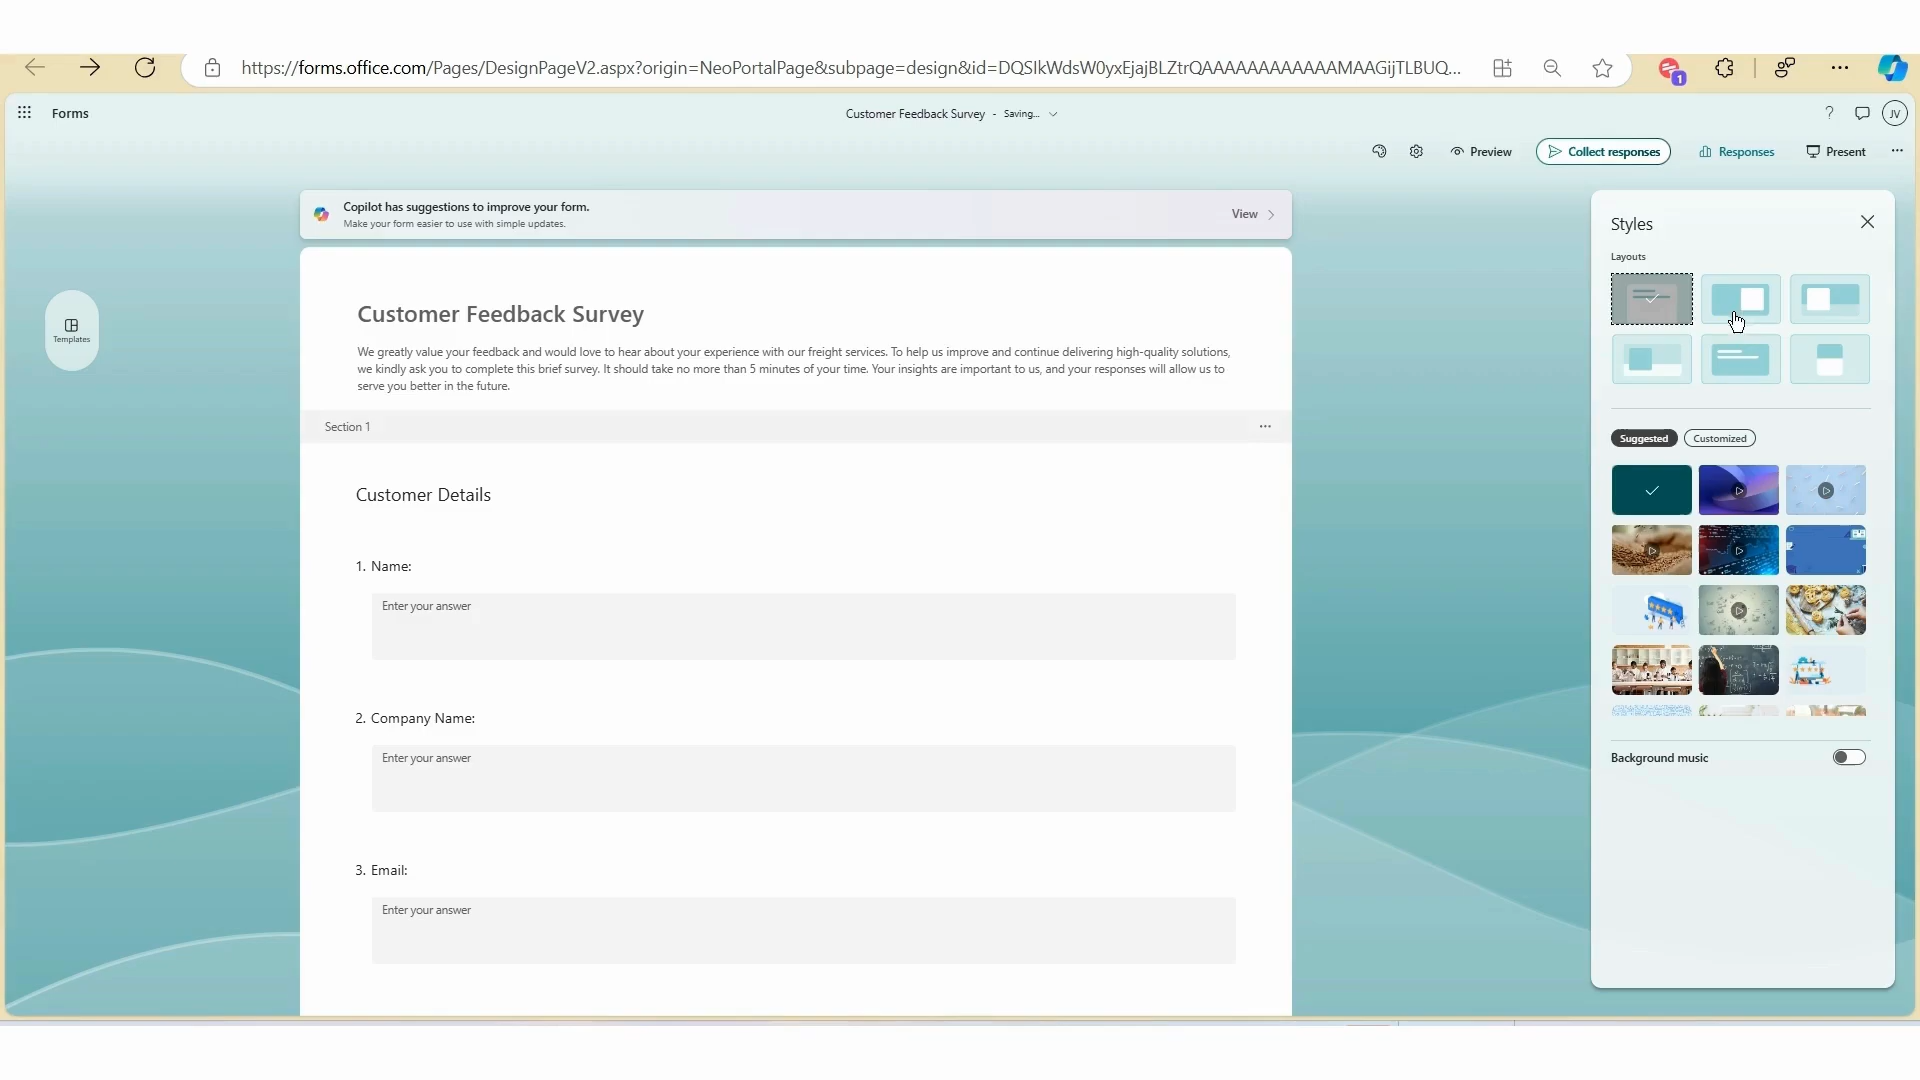 https://forms.office.com/Pages/DesignPageV2.aspx?origin=NeoPortalPage&subpage=design&id=DQSIkWdsW0yxEjajBLZtrQAAAAAAAAAAAAMAAGijTLBUQ...
1
Forms
Customer Feedback Survey - Saving...
?
JV
Preview
Collect responses
Responses
Present
Copilot has suggestions to improve your form.
Make your form easier to use with simple updates.
View
Templates
Customer Feedback Survey
We greatly value your feedback and would love to hear about your experience with our freight services. To help us improve and continue delivering high-quality solutions,
we kindly ask you to complete this brief survey. It should take no more than 5 minutes of your time. Your insights are important to us, and your responses will allow us to
serve you better in the future.
Section 1
Customer Details
1. Name:
Enter your answer
2. Company Name:
Enter your answer
3. Email:
Enter your answer
Styles
Layouts
Suggested
Customized
Background music